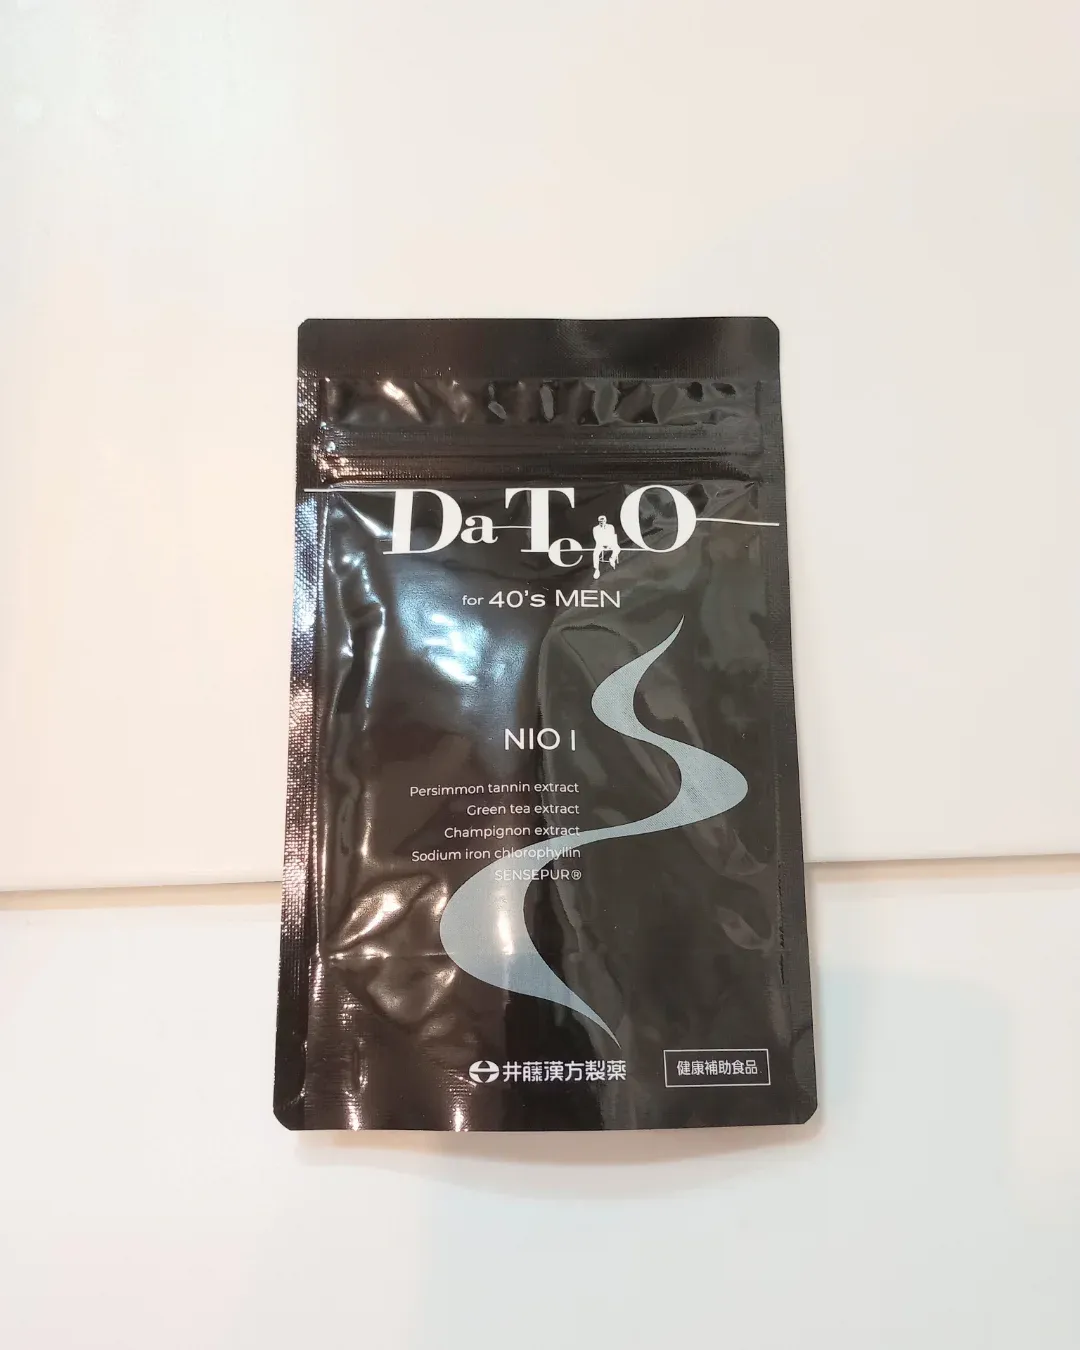 DaTeO
for 40's MEN
NIO I
Persimmon tannin extract
Green tea extract
Champignon extract
Sodium iron chlorophyllin
SENSEPUR®
井藤漢方製薬
健康補助食品